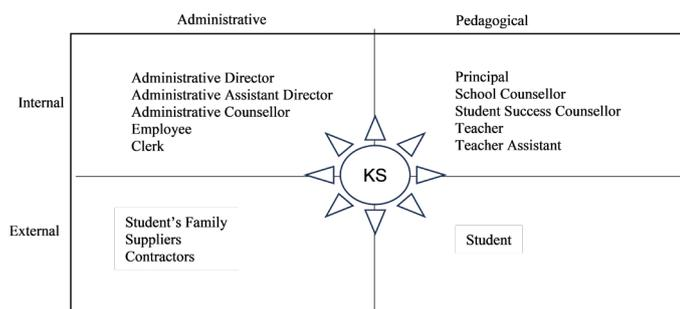 Administrative
Pedagogical
Internal
Administrative Director
Administrative Assistant Director
Administrative Counsellor
Employee
Clerk
Principal
School Counsellor
Student Success Counsellor
Teacher
Teacher Assistant
KS
External
Student's Family
Suppliers
Contractors
Student